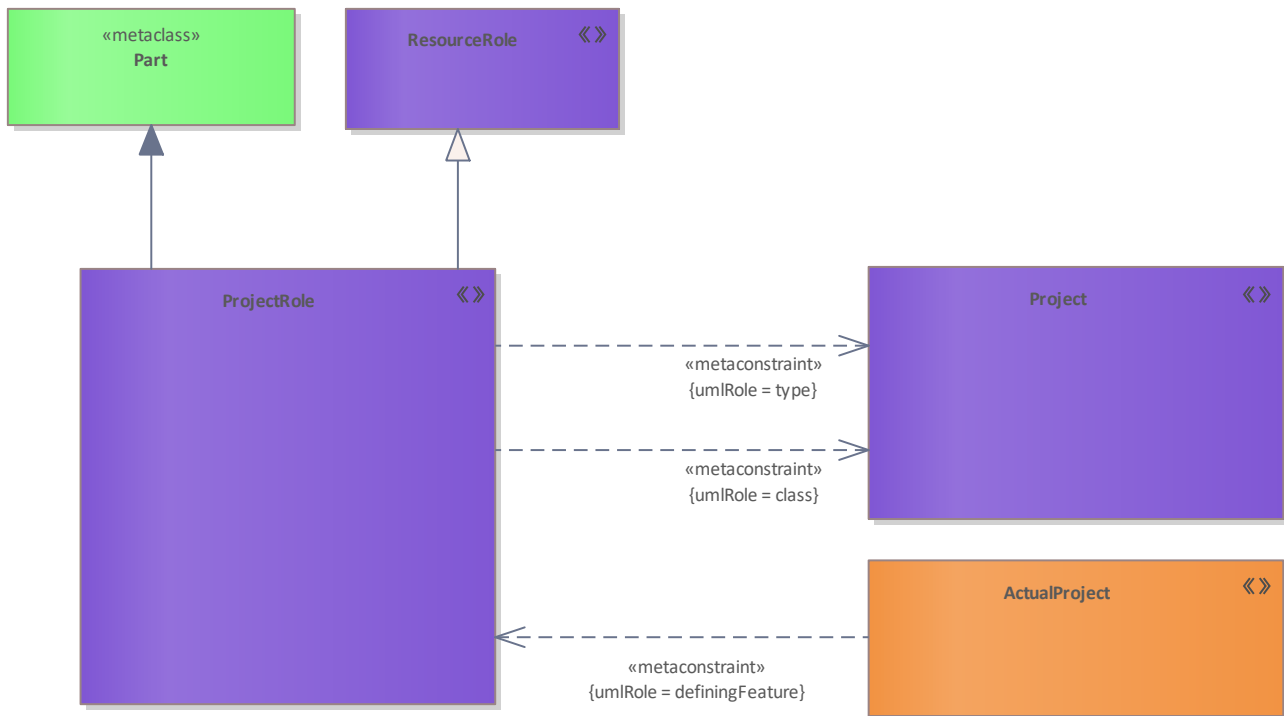 «metaclass»
Part
ResourceRole
«»
ProjectRole
«»
Project
«»
«metaconstraint»
{umlRole = type}
«metaconstraint»
{umlRole = class}
ActualProject
«»
«metaconstraint»
{umlRole = definingFeature}